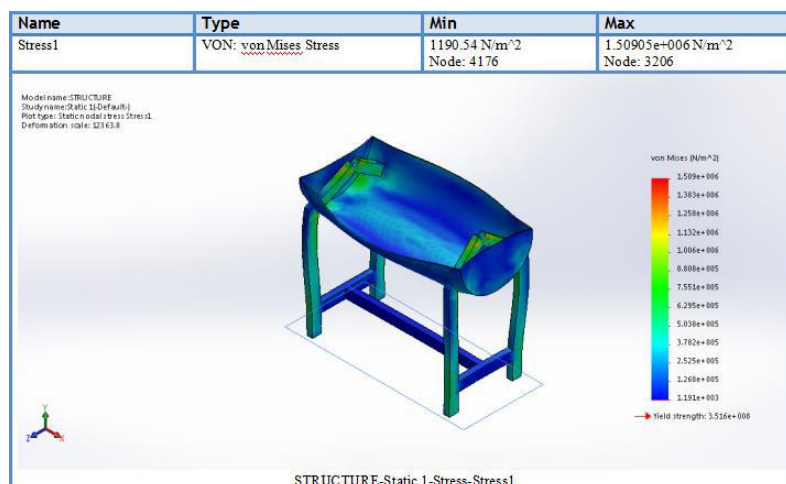 Name Type Min Max
Stress1 VON: von Mises Stress 1190.54 N/m^2 1.50905e+006 N/m^2
Node: 4176 Node: 3206
Model name:STRUCTURE
Study name:Static 1(-Default-)
Plot type: Static nodal stress Stress1
Deformation scale: 12363.8
von Mises (N/m^2)
1.509e+006
1.383e+006
1.258e+006
1.132e+006
1.006e+006
8.808e+005
7.551e+005
6.295e+005
5.038e+005
3.782e+005
2.525e+005
1.268e+005
1.191e+003
Yield strength: 3.516e+008
Y
Z X
STRUCTURE-Static 1-Stress-Stress1